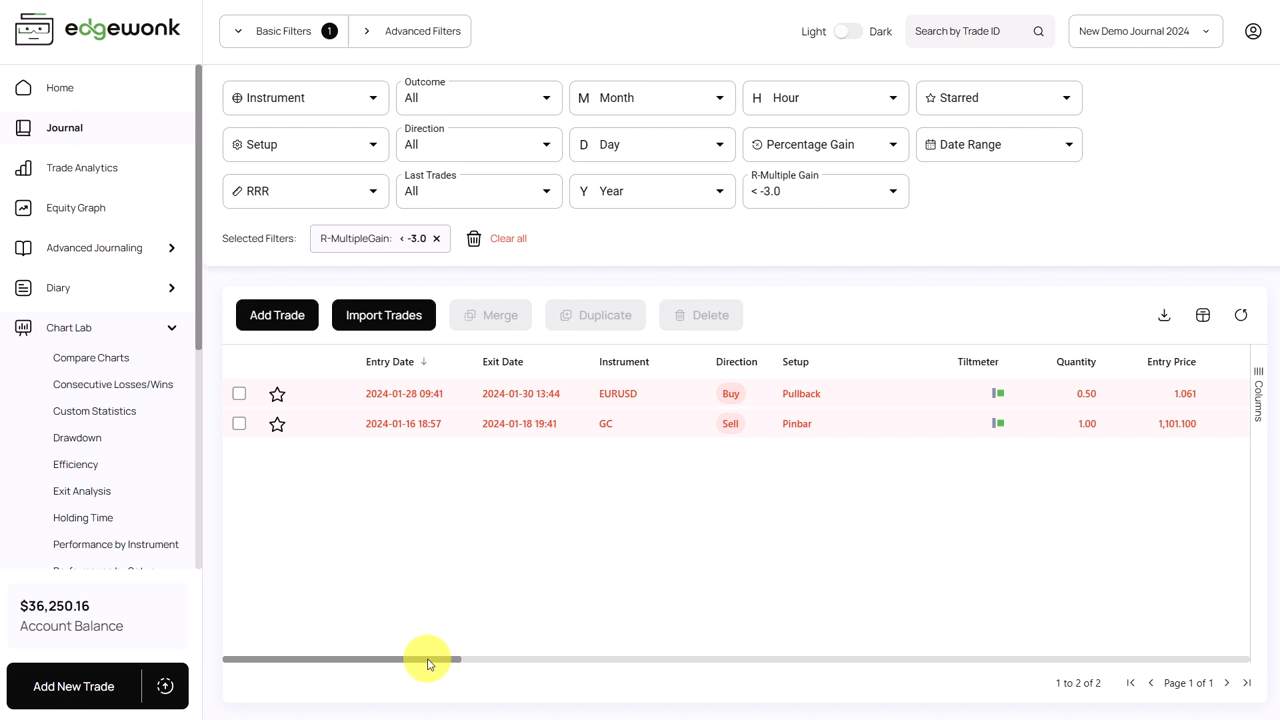 edgewonk
Basic Filters 1
Advanced Filters
Light
Dark
Search by Trade ID
New Demo Journal 2024
Home
Journal
Trade Analytics
Equity Graph
Advanced Journaling
Diary
Chart Lab
Compare Charts
Consecutive Losses/Wins
Custom Statistics
Drawdown
Efficiency
Exit Analysis
Holding Time
Performance by Instrument
$36,250.16
Account Balance
Add New Trade
Instrument
Outcome
All
M Month
H Hour
Starred
Setup
Direction
All
D Day
Percentage Gain
Date Range
RRR
Last Trades
All
Y Year
R-Multiple Gain
< -3.0
Selected Filters:
R-MultipleGain: < -3.0
Clear all
Add Trade
Import Trades
Merge
Duplicate
Delete
Entry Date Exit Date Instrument Direction Setup Tiltmeter Quantity Entry Price
2024-01-28 09:41 2024-01-30 13:44 EURUSD Buy Pullback 0.50 1.061
2024-01-16 18:57 2024-01-18 19:41 GC Sell Pinbar 1.00 1,101.100
Columns
1 to 2 of 2
Page 1 of 1